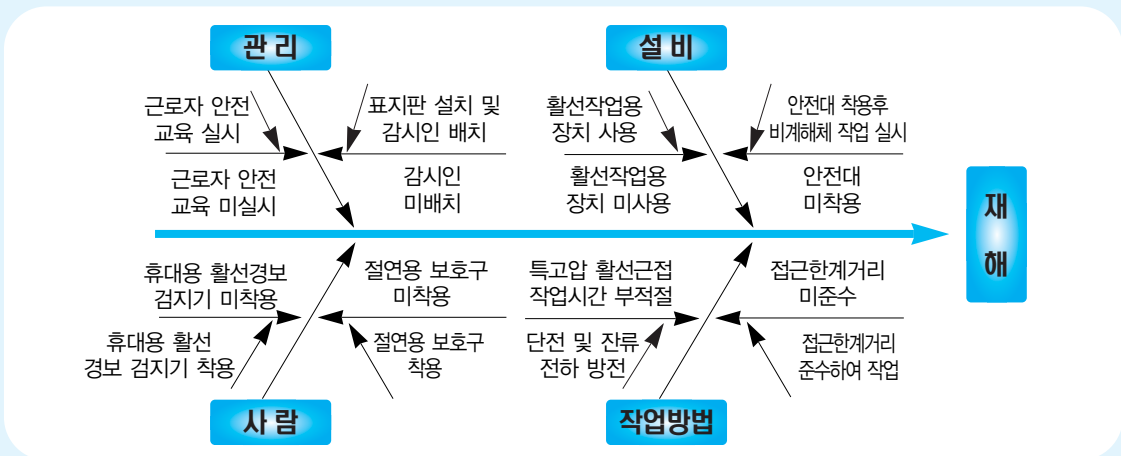 관 리
설 비
근로자 안전
교육 실시
표지판 설치 및
감시인 배치
활선작업용
장치 사용
안전대 착용후
비계해체 작업 실시
근로자 안전
교육 미실시
감시인
미배치
활선작업용
장치 미사용
안전대
미착용
재
해
휴대용 활선경보
검지기 미착용
절연용 보호구
미착용
특고압 활선근접
작업시간 부적절
접근한계거리
미준수
휴대용 활선
경보 검지기 착용
절연용 보호구
착용
단전 및 잔류
전하 방전
접근한계거리
준수하여 작업
사 람
작업방법